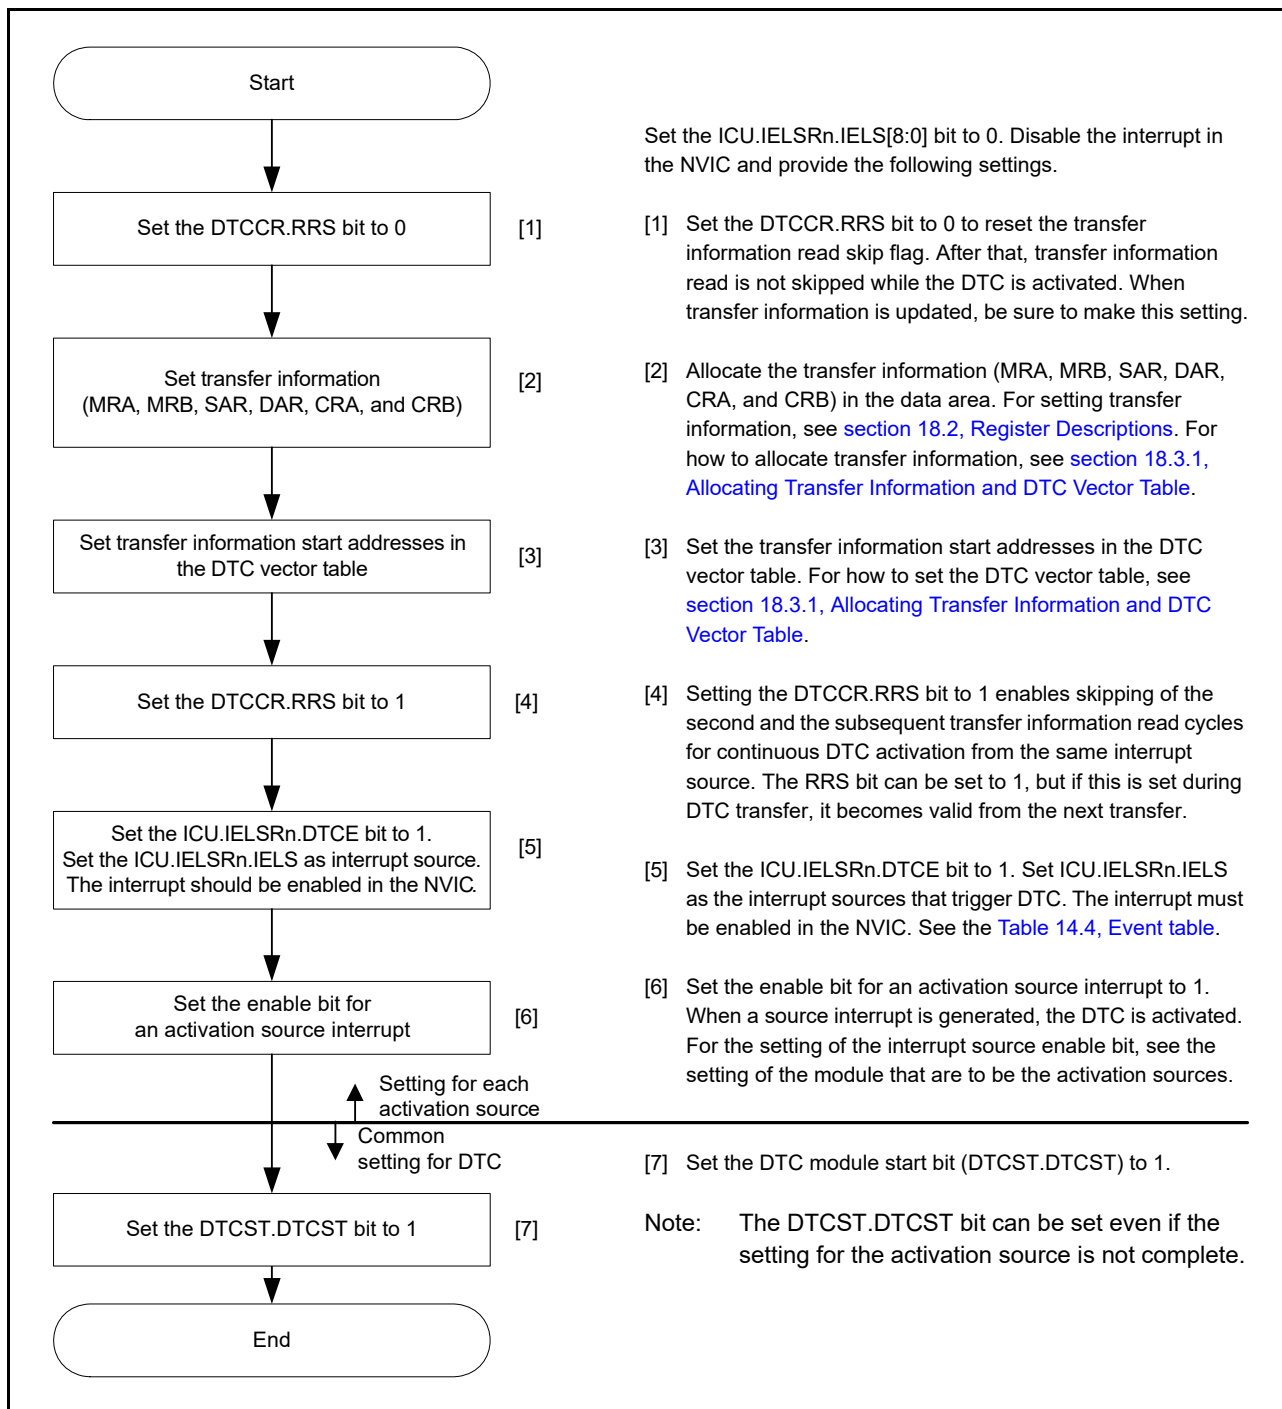 Start
Set the DTCCR.RRS bit to 0
[1]
Set transfer information
(MRA, MRB, SAR, DAR, CRA, and CRB)
[2]
Set transfer information start addresses in
the DTC vector table
[3]
Set the DTCCR.RRS bit to 1
[4]
Set the ICU.IELSRn.DTCE bit to 1.
Set the ICU.IELSRn.IELS as interrupt source.
The interrupt should be enabled in the NVIC.
[5]
Set the enable bit for
an activation source interrupt
[6]
Setting for each
activation source
Common
setting for DTC
Set the DTCST.DTCST bit to 1
[7]
End
Set the ICU.IELSRn.IELS[8:0] bit to 0. Disable the interrupt in
the NVIC and provide the following settings.
[1] Set the DTCCR.RRS bit to 0 to reset the transfer
information read skip flag. After that, transfer information
read is not skipped while the DTC is activated. When
transfer information is updated, be sure to make this setting.
[2] Allocate the transfer information (MRA, MRB, SAR, DAR,
CRA, and CRB) in the data area. For setting transfer
information, see section 18.2, Register Descriptions. For
how to allocate transfer information, see section 18.3.1,
Allocating Transfer Information and DTC Vector Table.
[3] Set the transfer information start addresses in the DTC
vector table. For how to set the DTC vector table, see
section 18.3.1, Allocating Transfer Information and DTC
Vector Table.
[4] Setting the DTCCR.RRS bit to 1 enables skipping of the
second and the subsequent transfer information read cycles
for continuous DTC activation from the same interrupt
source. The RRS bit can be set to 1, but if this is set during
DTC transfer, it becomes valid from the next transfer.
[5] Set the ICU.IELSRn.DTCE bit to 1. Set ICU.IELSRn.IELS
as the interrupt sources that trigger DTC. The interrupt must
be enabled in the NVIC. See the Table 14.4, Event table.
[6] Set the enable bit for an activation source interrupt to 1.
When a source interrupt is generated, the DTC is activated.
For the setting of the interrupt source enable bit, see the
setting of the module that are to be the activation sources.
[7] Set the DTC module start bit (DTCST.DTCST) to 1.
Note: The DTCST.DTCST bit can be set even if the
setting for the activation source is not complete.